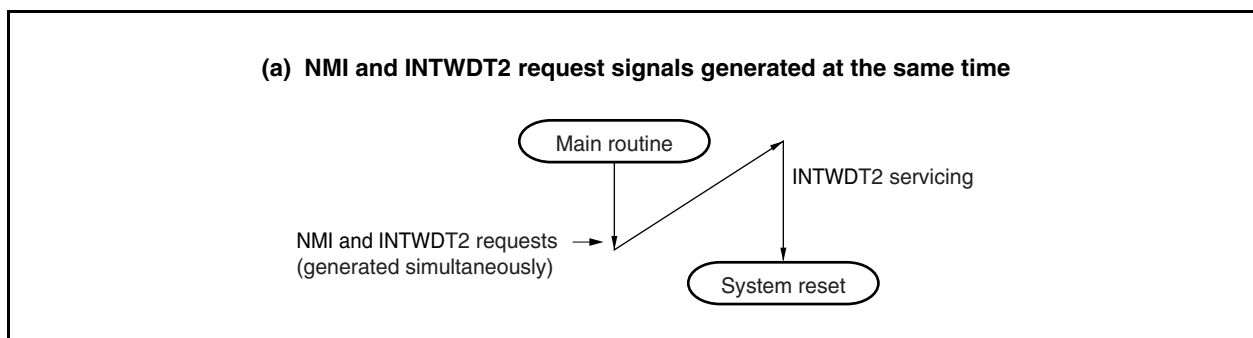 (a) NMI and INTWDT2 request signals generated at the same time
Main routine
INTWDT2 servicing
NMI and INTWDT2 requests
(generated simultaneously)
System reset